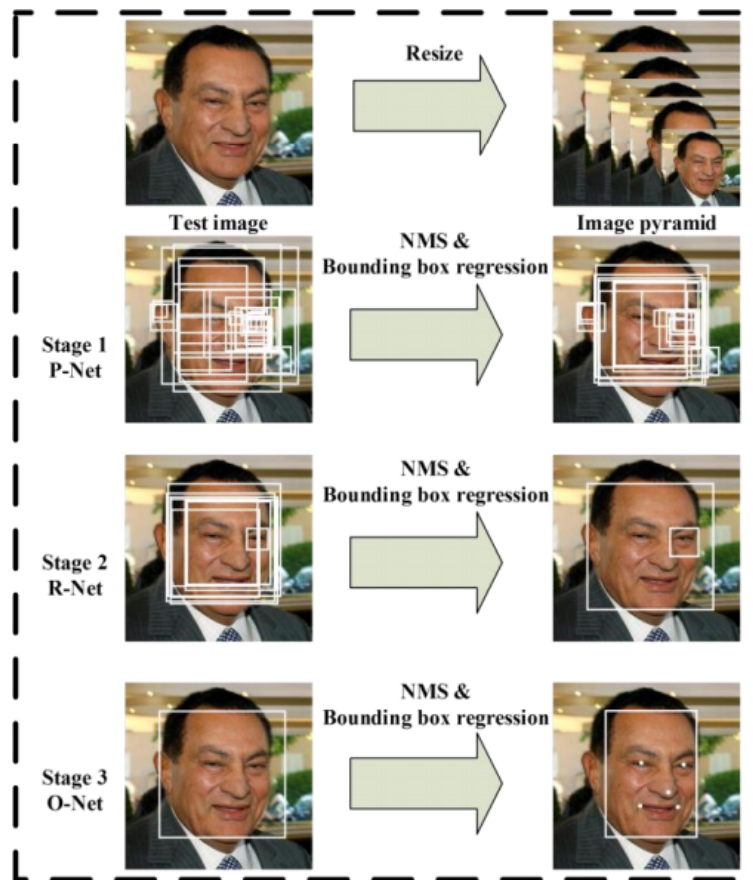 Resize
Test image
Image pyramid
NMS &
Bounding box regression
Stage 1
P-Net
NMS &
Bounding box regression
Stage 2
R-Net
NMS &
Bounding box regression
Stage 3
O-Net